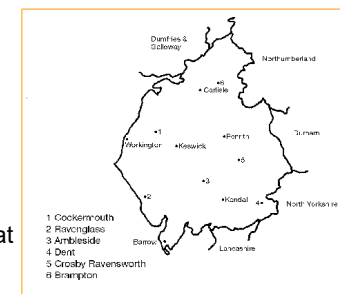 Dumfries &
Galloway
Northumberland
6
Carlisle
1
Workington
Keswick
Penrith
Durham
5
3
2
Kendal
4
North Yorkshire
Barrow
Lancashire
1 Cockermouth
2 Ravenglass
3 Ambleside
4 Dent
5 Crosby Ravensworth
6 Brampton
at